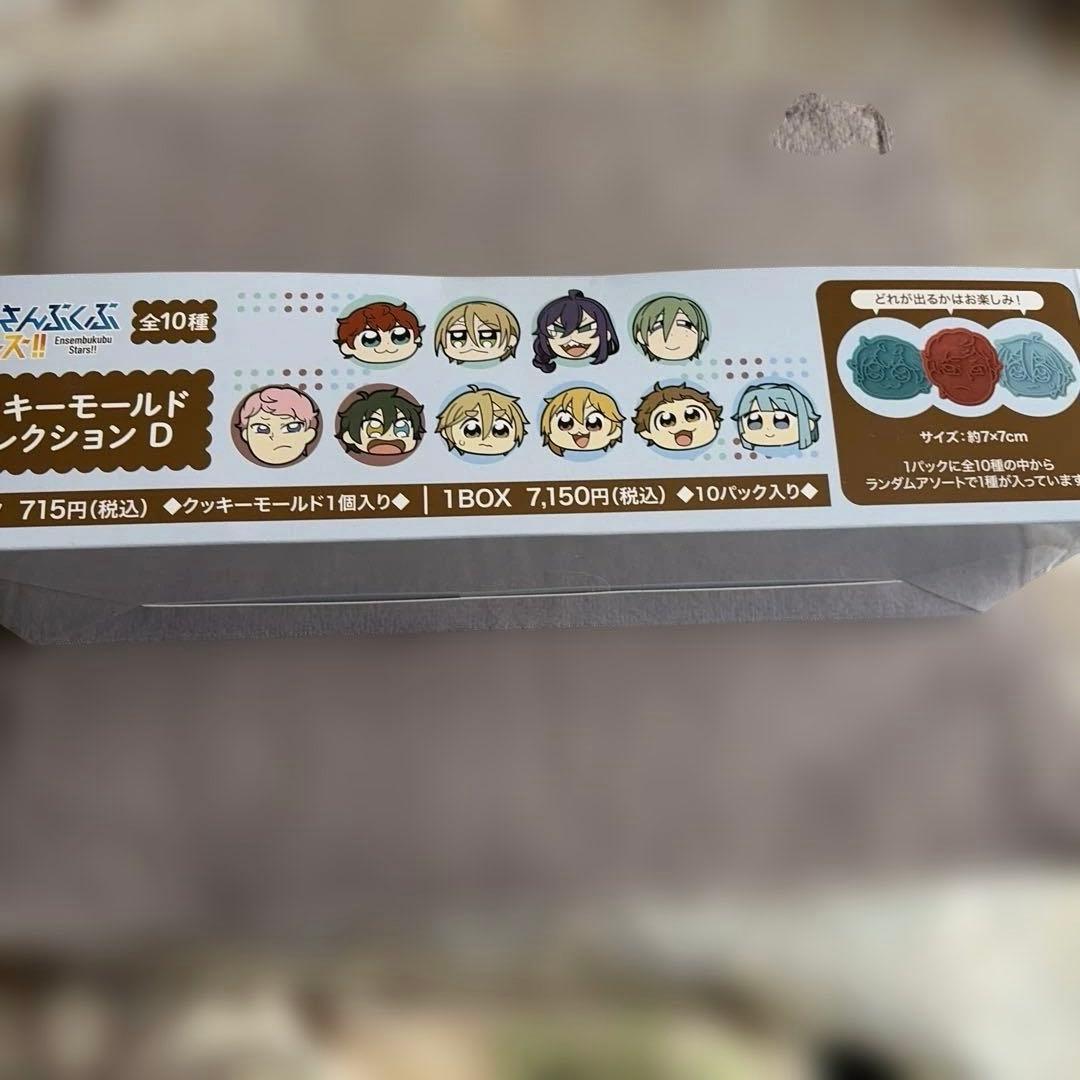 さんぶくぶ
ーズ!!
Ensembukubu
Stars!!
全10種
キーモールド
レクション D
715円(税込) ◆クッキーモールド1個入り◆ | 1BOX 7,150円(税込) ◆10パック入り◆
どれが出るかはお楽しみ!
サイズ:約7×7cm
1パックに全10種の中から
ランダムアソートで1種が入っています